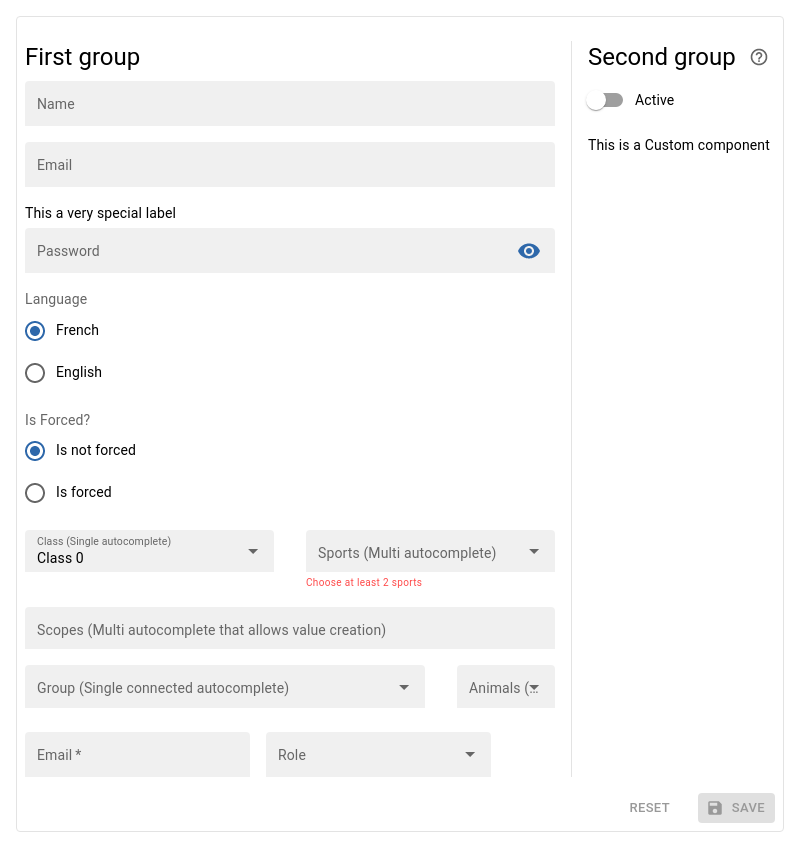 First group
Name
Email
This a very special label
Password
Language
French
English
Is Forced?
Is not forced
Is forced
Class (Single autocomplete)
Class 0
Sports (Multi autocomplete)
Choose at least 2 sports
Scopes (Multi autocomplete that allows value creation)
Group (Single connected autocomplete)
Animals (...
Email *
Role
Second group
Active
This is a Custom component
RESET
SAVE